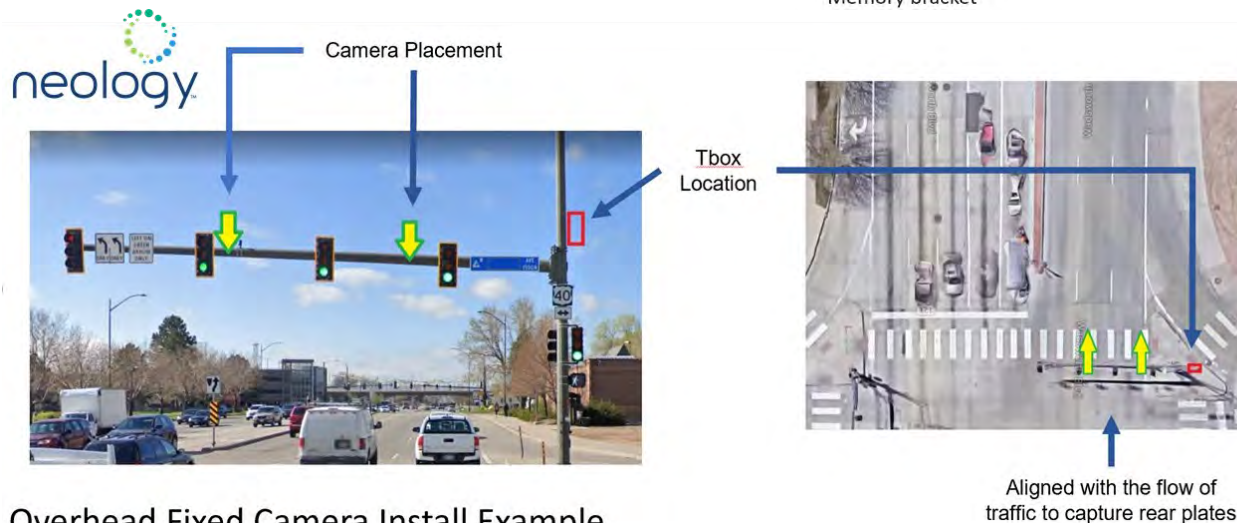 Memory bracket
neology
Camera Placement
Tbox
Location
40
Aligned with the flow of
traffic to capture rear plates
Overhead Fixed Camera Install Example